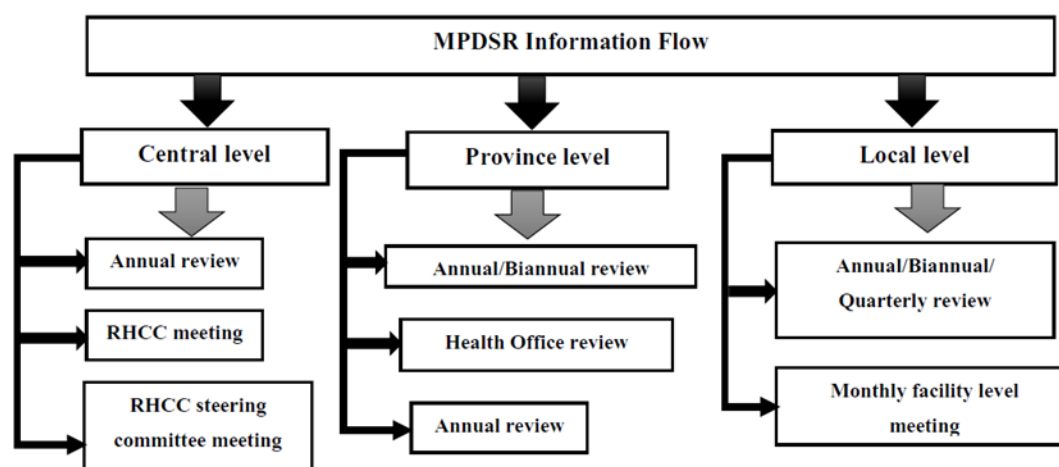 MPDSR Information Flow
Central level
Annual review
RHCC meeting
RHCC steering
committee meeting
Province level
Annual/Biannual review
Health Office review
Annual review
Local level
Annual/Biannual/
Quarterly review
Monthly facility level
meeting